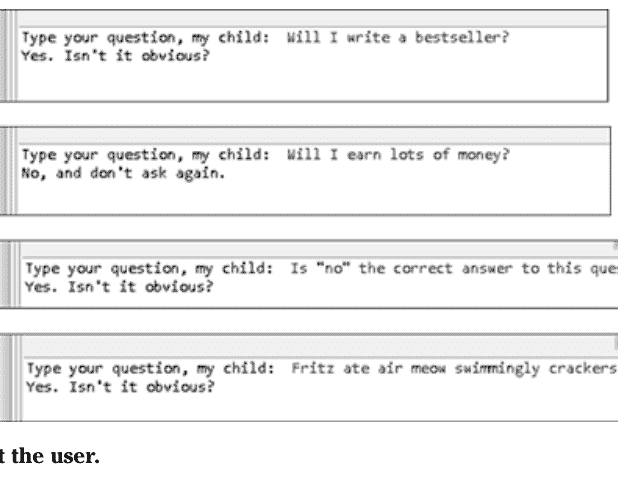 Type your question, my child:  Will I write a bestseller?
Yes. Isn't it obvious?
Type your question, my child:  Will I earn lots of money?
No, and don't ask again.
Type your question, my child:  Is "no" the correct answer to this que
Yes. Isn't it obvious?
Type your question, my child:  Fritz ate air meow swimmingly crackers
Yes. Isn't it obvious?
t the user.